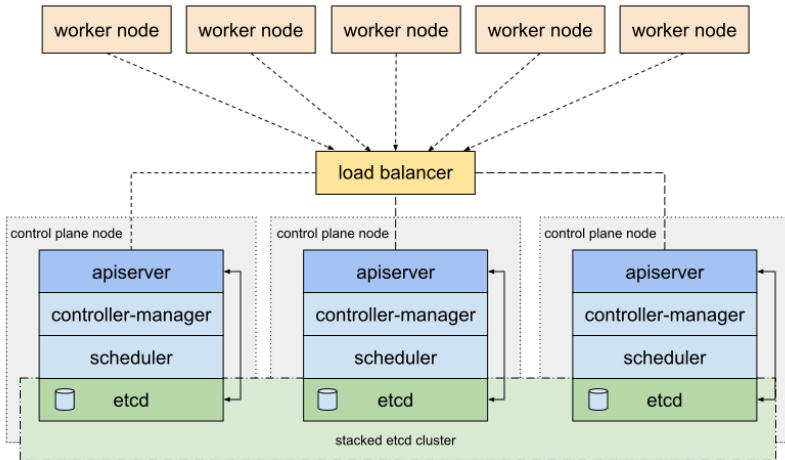 worker node
worker node
worker node
worker node
worker node
load balancer
control plane node
control plane node
control plane node
apiserver
apiserver
apiserver
controller-manager
controller-manager
controller-manager
scheduler
scheduler
scheduler
etcd
etcd
etcd
stacked etcd cluster